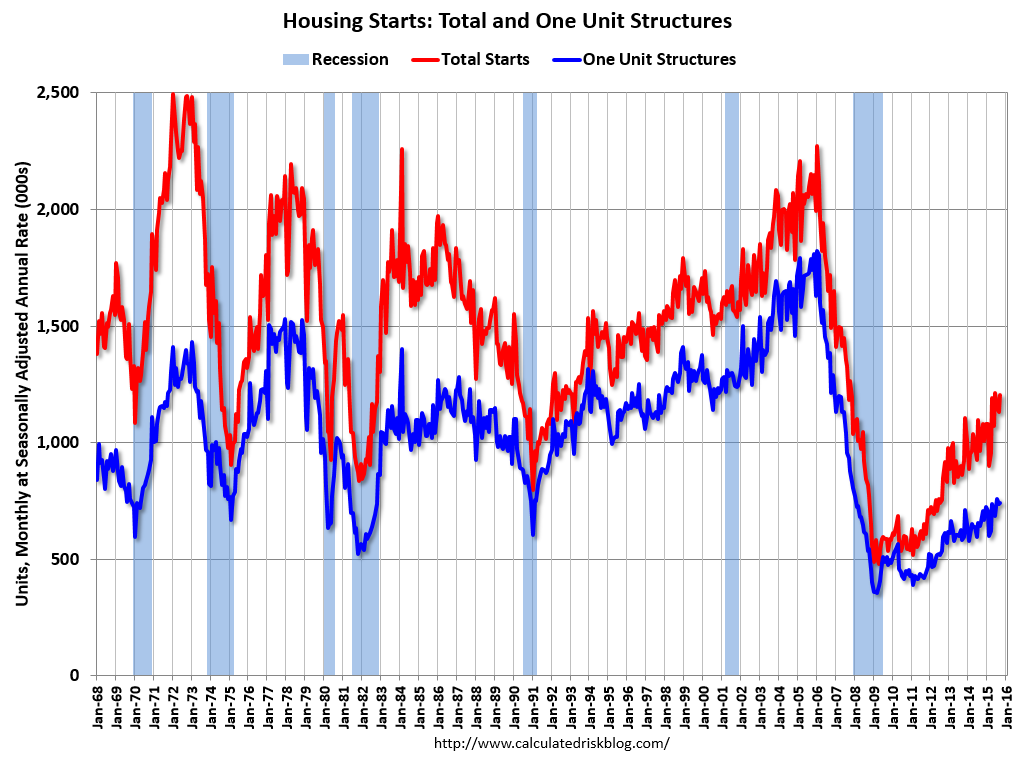 Housing Starts: Total and One Unit Structures
Recession Total Starts One Unit Structures
Units, Monthly at Seasonally Adjusted Annual Rate (000s)
2,500
2,000
1,500
1,000
500
0
Jan-68
Jan-69
Jan-70
Jan-71
Jan-72
Jan-73
Jan-74
Jan-75
Jan-76
Jan-77
Jan-78
Jan-79
Jan-80
Jan-81
Jan-82
Jan-83
Jan-84
Jan-85
Jan-86
Jan-87
Jan-88
Jan-89
Jan-90
Jan-91
Jan-92
Jan-93
Jan-94
Jan-95
Jan-96
Jan-97
Jan-98
Jan-99
Jan-00
Jan-01
Jan-02
Jan-03
Jan-04
Jan-05
Jan-06
Jan-07
Jan-08
Jan-09
Jan-10
Jan-11
Jan-12
Jan-13
Jan-14
Jan-15
Jan-16
http://www.calculatedriskblog.com/